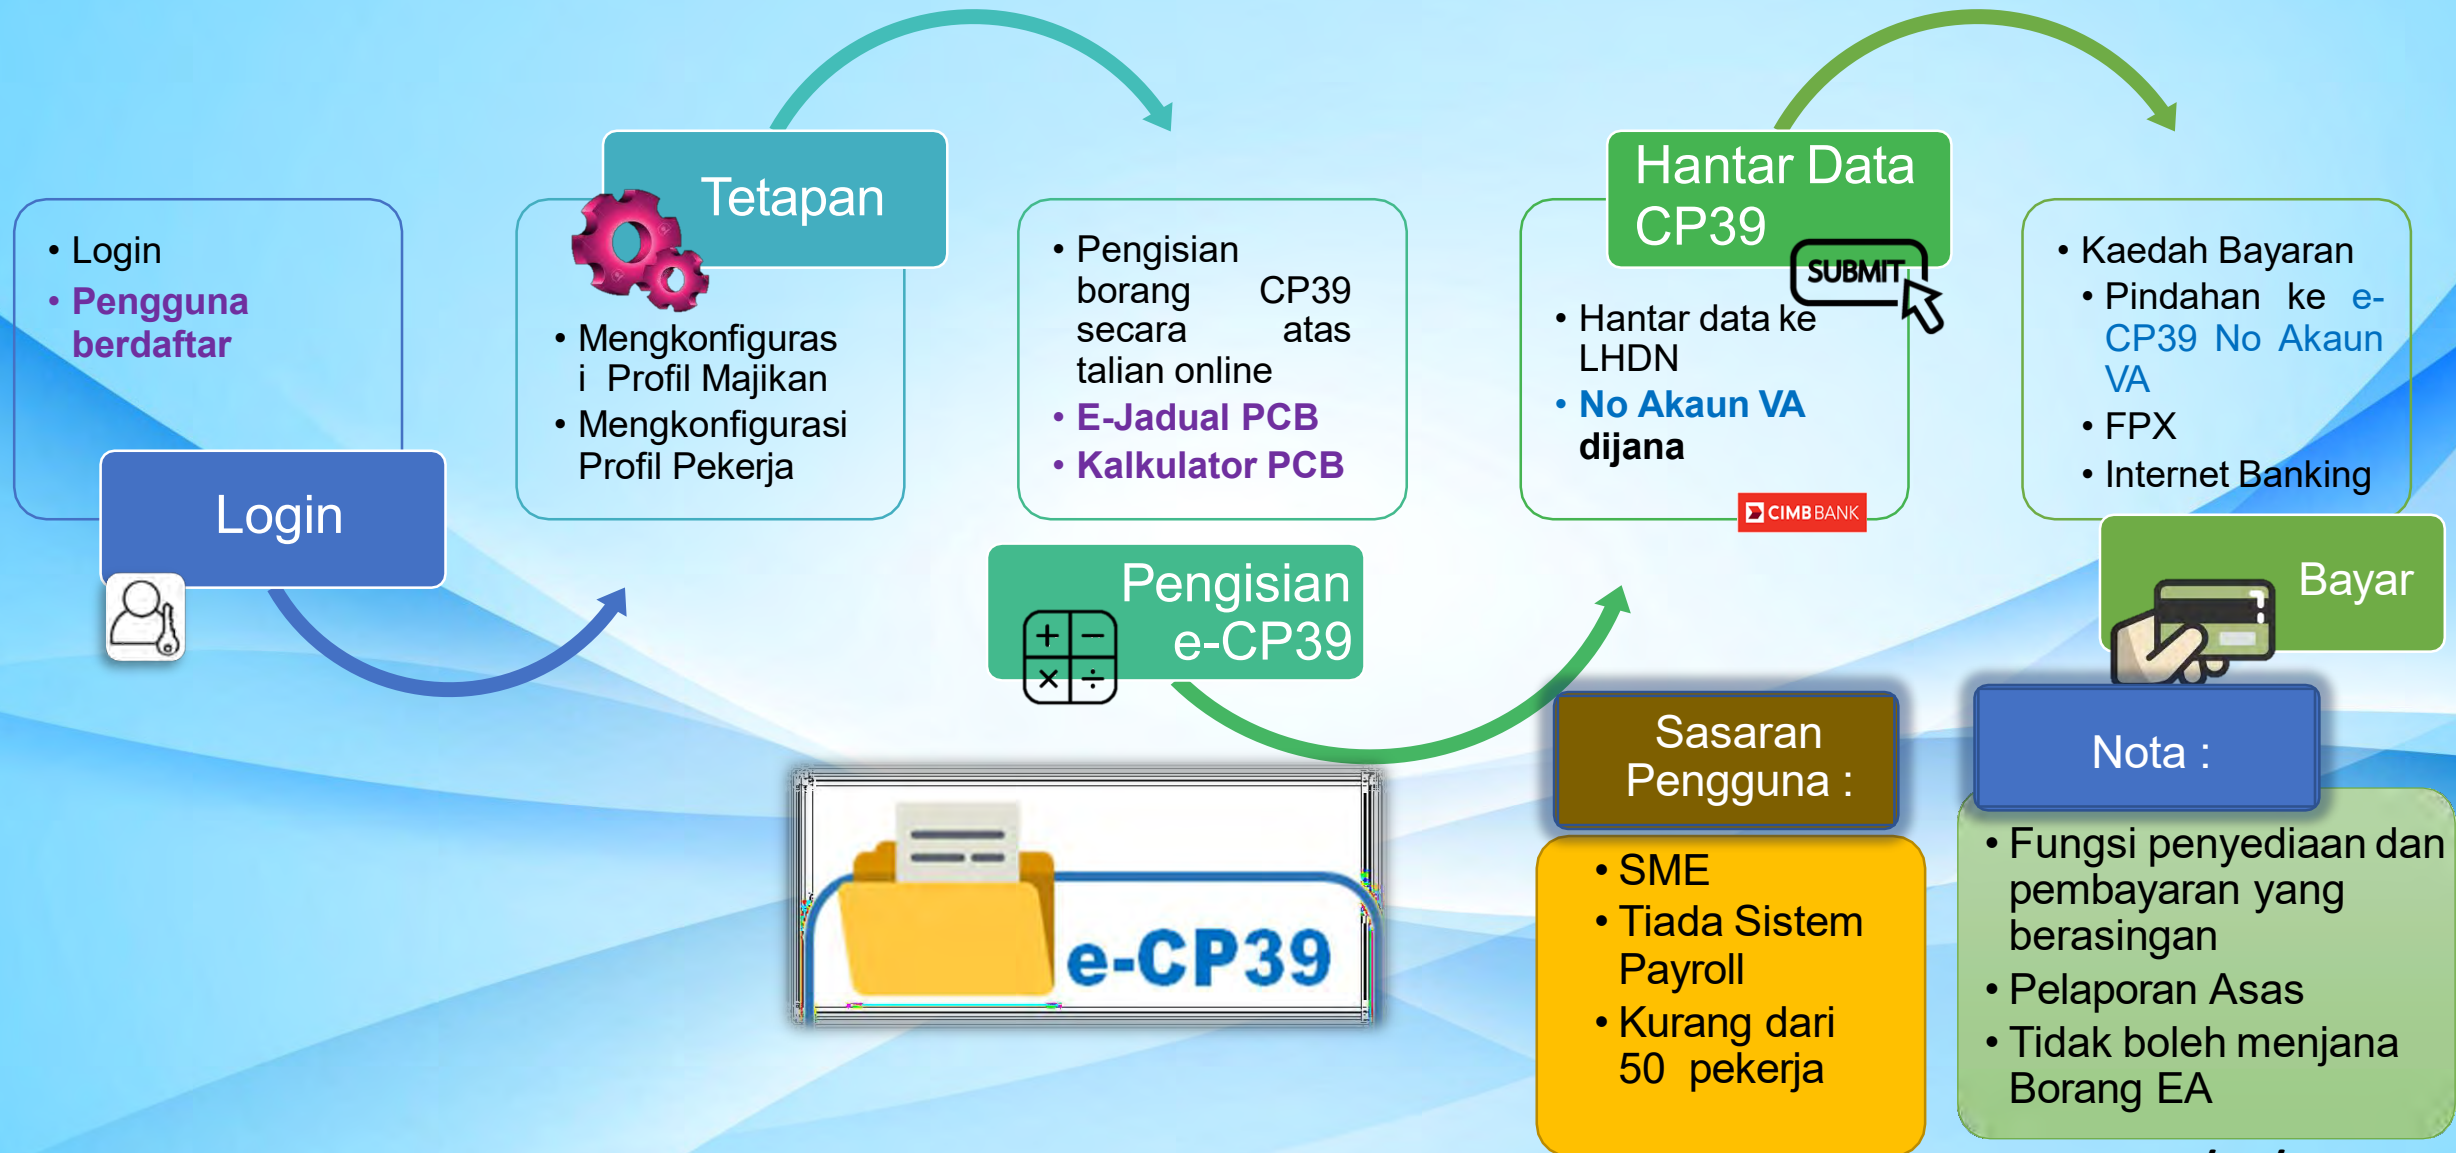 • Login
• Pengguna
berdaftar
Login
Tetapan
• Mengkonfiguras
i Profil Majikan
• Mengkonfigurasi
Profil Pekerja
• Pengisian
borang CP39
secara atas
talian online
• E-Jadual PCB
• Kalkulator PCB
Pengisian
e-CP39
Hantar Data
CP39
SUBMIT
• Hantar data ke
LHDN
• No Akaun VA
dijana
CIMB BANK
• Kaedah Bayaran
• Pindahan ke e-
CP39 No Akaun
VA
• FPX
• Internet Banking
Bayar
e-CP39
Sasaran
Pengguna :
• SME
• Tiada Sistem
Payroll
• Kurang dari
50 pekerja
Nota :
• Fungsi penyediaan dan
pembayaran yang
berasingan
• Pelaporan Asas
• Tidak boleh menjana
Borang EA